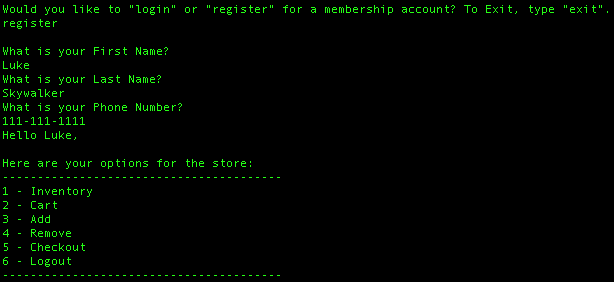 Would you like to "login" or "register" for a membership account? To Exit, type "exit".
register
What is your First Name?
Luke
What is your Last Name?
Skywalker
What is your Phone Number?
111-111-1111
Hello Luke,
Here are your options for the store:
----------------------------------------
1 - Inventory
2 - Cart
3 - Add
4 - Remove
5 - Checkout
6 - Logout
----------------------------------------